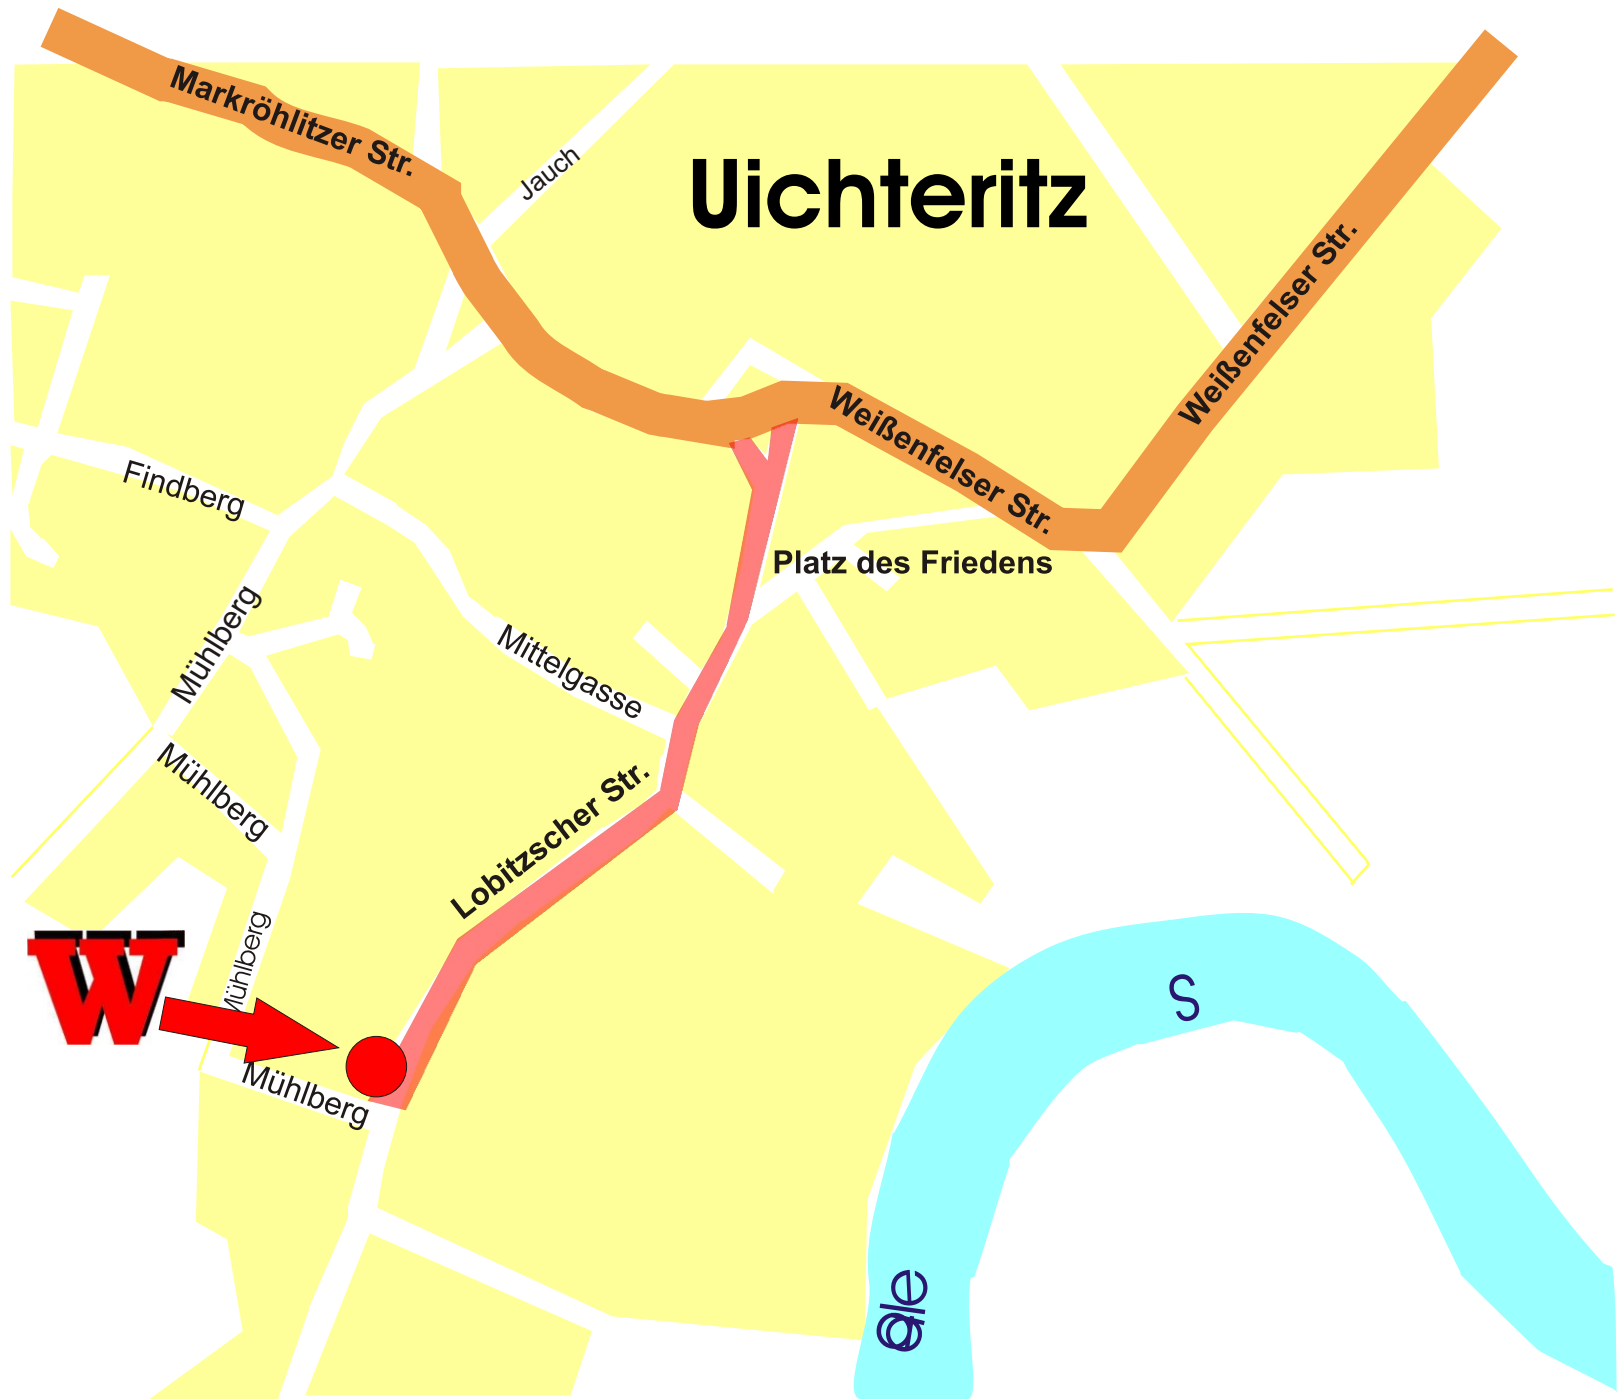 Markröhlitzer Str.
Jauch
Uichteritz
Weißenfelser Str.
Weißenfelser Str.
Findberg
Platz des Friedens
Mühlberg
Mittelgasse
Mühlberg
Lobitzscher Str.
Mühlberg
W
Mühlberg
S